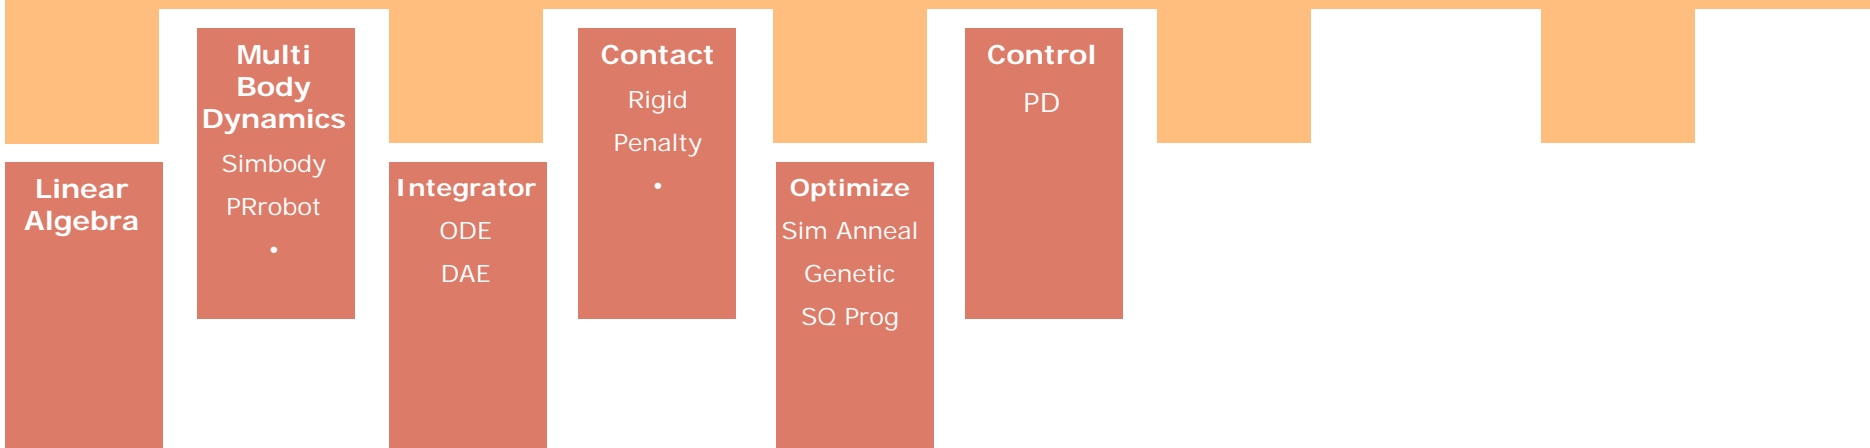 Multi
Body
Dynamics
Simbody
PRrobot
•
Contact
Rigid
Penalty
•
Control
PD
Linear
Algebra
Integrator
ODE
DAE
Optimize
Sim Anneal
Genetic
SQ Prog